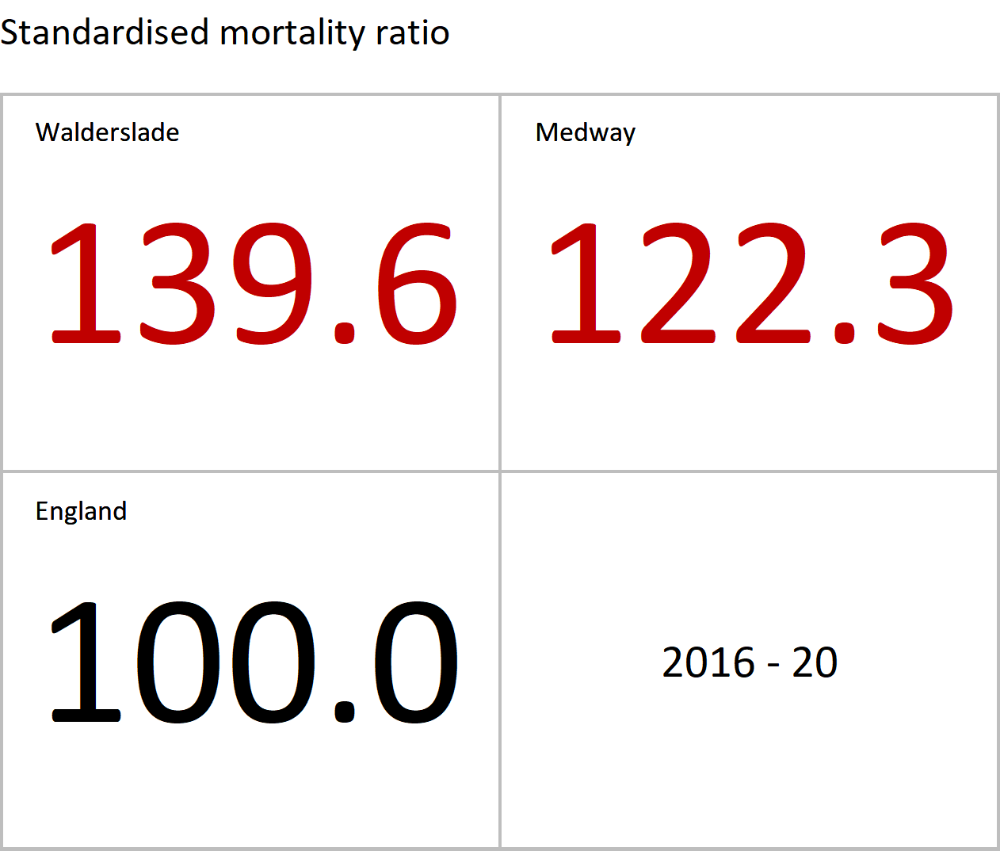 Standardised mortality ratio
Walderslade
139.6
Medway
122.3
England
100.0
2016 - 20